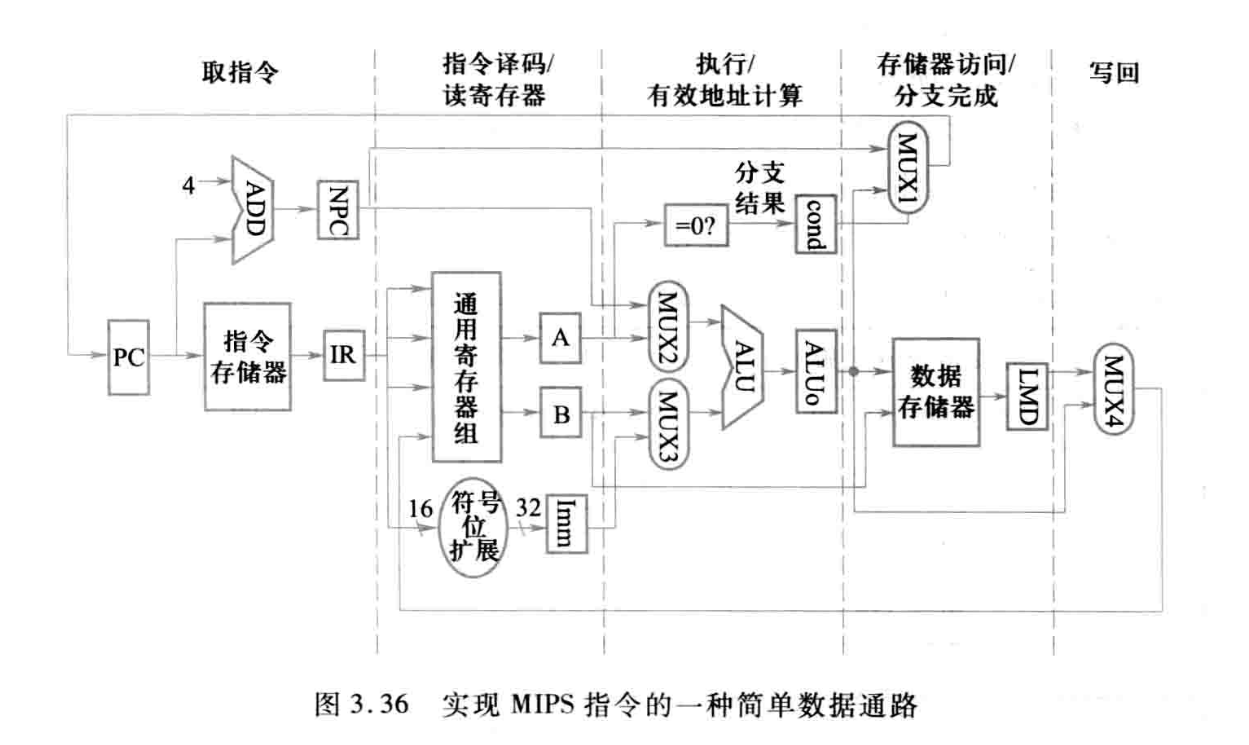 取指令
指令译码/
读寄存器
执行/
有效地址计算
存储器访问/
分支完成
写回
MUX1
4
ADD
NPC
分支
结果
=0?
cond
PC
指令
存储器
IR
通用寄存器组
A
B
MUX2
MUX3
ALU
ALUo
数据
存储器
LMD
MUX4
16
符号
位
扩展
32
Imm
图 3.36 实现 MIPS 指令的一种简单数据通路